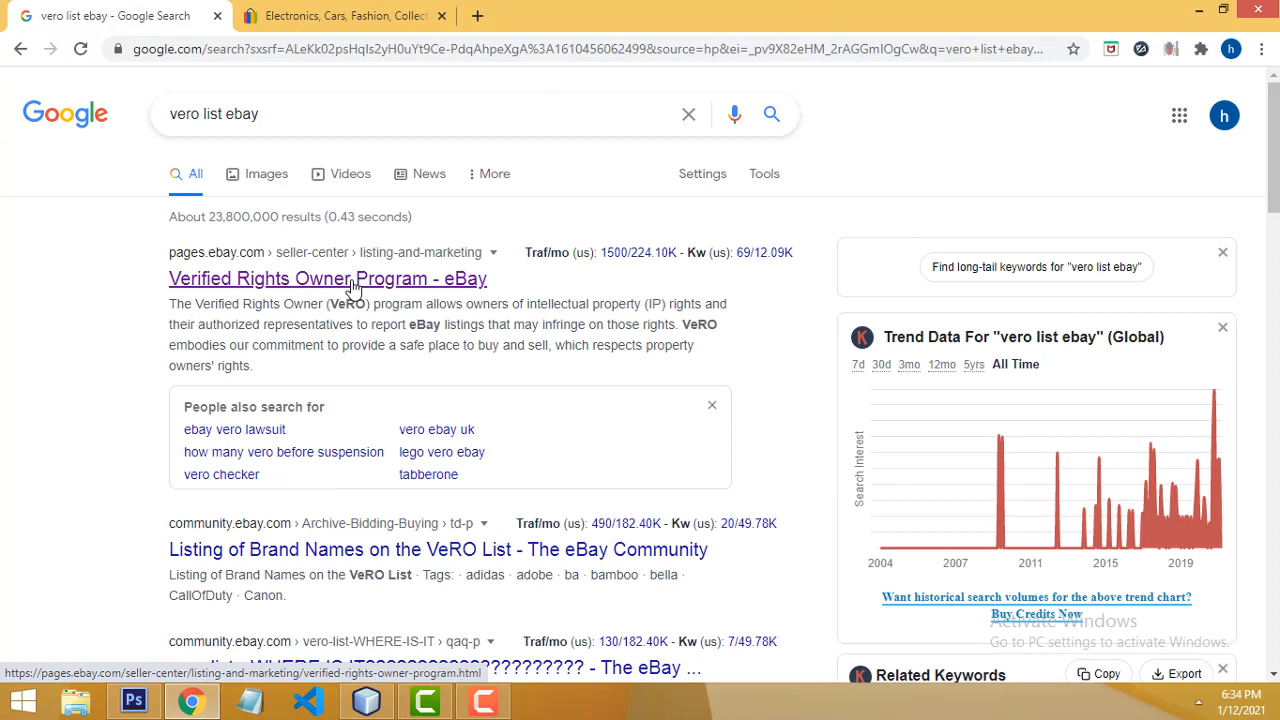 vero list ebay - Google Search
Electronics, Cars, Fashion, Collect
google.com/search?sxsrf=ALeKk02psHqIs2yH0uYt9Ce-PdqAhpeXgA%3A1610456062499&source=hp&ei=_pv9X82eHM_2rAGGmIOgCw&q=vero+list+ebay...
h
Google
vero list ebay
h
All
Images
Videos
News
More
Settings
Tools
About 23,800,000 results (0.43 seconds)
pages.ebay.com › seller-center › listing-and-marketing
Traf/mo (us): 1500/224.10K - Kw (us): 69/12.09K
Verified Rights Owner Program - eBay
The Verified Rights Owner (VeRO) program allows owners of intellectual property (IP) rights and
their authorized representatives to report eBay listings that may infringe on those rights. VeRO
embodies our commitment to provide a safe place to buy and sell, which respects property
owners' rights.
People also search for
ebay vero lawsuit
vero ebay uk
how many vero before suspension
lego vero ebay
vero checker
tabberone
community.ebay.com › Archive-Bidding-Buying › td-p
Traf/mo (us): 490/182.40K - Kw (us): 20/49.78K
Listing of Brand Names on the VeRO List - The eBay Community
Listing of Brand Names on the VeRO List · Tags: · adidas · adobe · ba · bamboo · bella ·
CallOfDuty · Canon.
community.ebay.com › vero-list-WHERE-IS-IT › qaq-p
Traf/mo (us): 130/182.40K - Kw (us): 7/49.78K
WHERE IS IT?????????????????????? - The eBay ...
https://pages.ebay.com/seller-center/listing-and-marketing/verified-rights-owner-program.html
Find long-tail keywords for "vero list ebay"
K
Trend Data For "vero list ebay" (Global)
7d 30d 3mo 12mo 5yrs All Time
Search Interest
2004 2007 2011 2015 2019
Want historical search volumes for the above trend chart?
Buy Credits Now
Activate Windows
Go to PC settings to activate Windows.
K
Related Keywords
Copy
Export
Ps
6:34 PM
1/12/2021